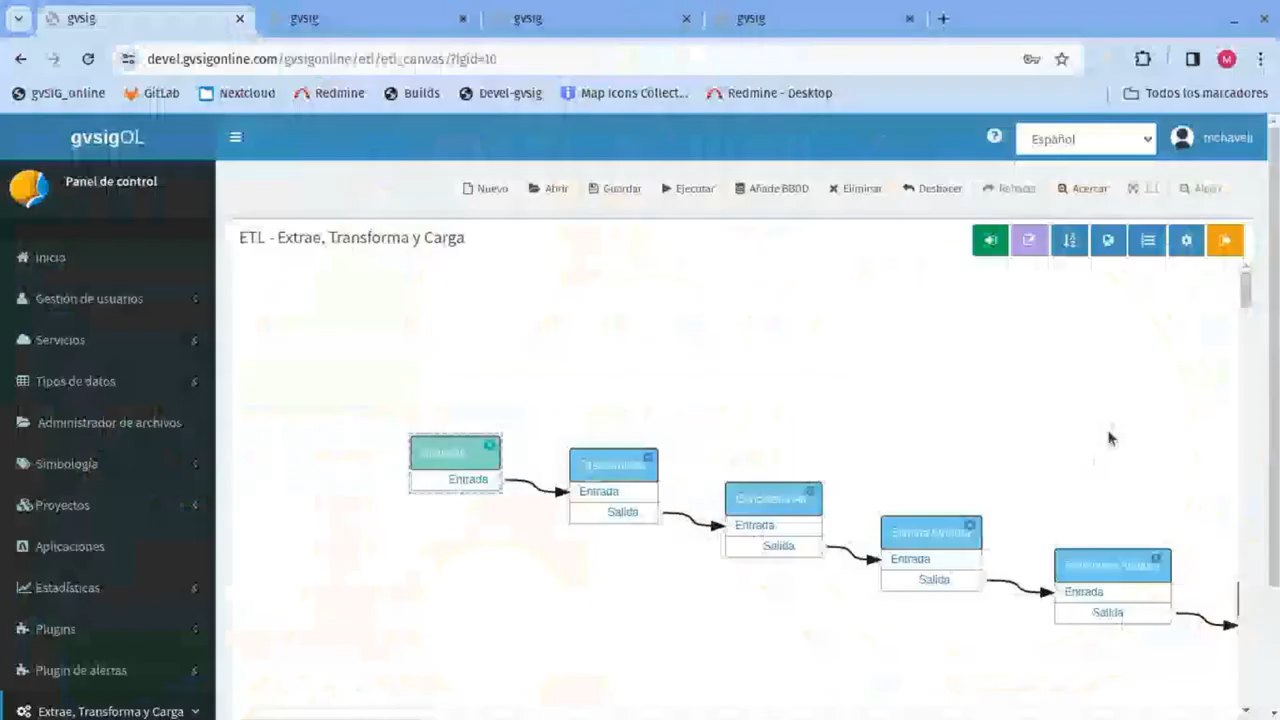 gvsig
gvsig
gvsig
gvsig
devel.gvsigonline.com/gvsigonline/etl/etl_canvas/?lgid=10
M
gvSIG_online
GitLab
Nextcloud
Redmine
Builds
Devel-gvsig
Map Icons Collect...
Redmine - Desktop
Todos los marcadores
gvsigOL
Español
mchaveli
Panel de control
Nuevo
Abrir
Guardar
Ejecutar
Añade BBDD
Eliminar
Deshacer
Rehacer
Acercar
1:1
Alejar
ETL - Extrae, Transforma y Carga
Inicio
Gestión de usuarios
Servicios
Tipos de datos
Administrador de archivos
Simbología
Proyectos
Aplicaciones
Estadísticas
Plugins
Plugin de alertas
Extrae, Transforma y Carga
Entrada
Entrada
Salida
Entrada
Salida
Entrada
Salida
Entrada
Salida